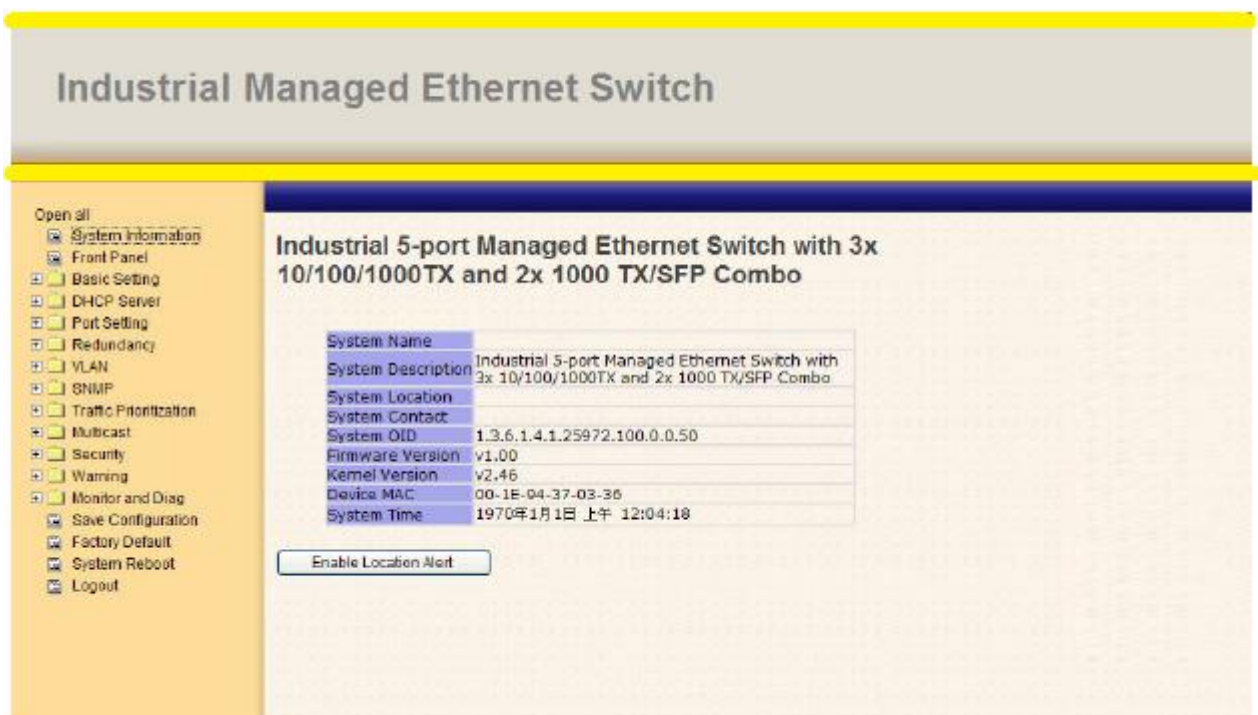 Industrial Managed Ethernet Switch
Open all
System Information
Front Panel
Basic Setting
DHCP Server
Port Setting
Redundancy
VLAN
SNMP
Traffic Prioritization
Multicast
Security
Warning
Monitor and Diag
Save Configuration
Factory Default
System Reboot
Logout
Industrial 5-port Managed Ethernet Switch with 3x
10/100/1000TX and 2x 1000 TX/SFP Combo
System Name
System Description Industrial 5-port Managed Ethernet Switch with
3x 10/100/1000TX and 2x 1000 TX/SFP Combo
System Location
System Contact
System OID 1.3.6.1.4.1.25972.100.0.0.50
Firmware Version v1.00
Kernel Version v2.46
Device MAC 00-1E-94-37-03-36
System Time 1970年1月1日 上午 12:04:18
Enable Location Alert